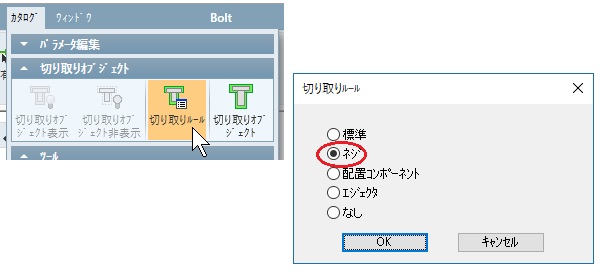 ｶﾀﾛｸﾞ ｳｨﾝﾄﾞｳ Bolt
ﾊﾟﾗﾒｰﾀ編集
切り取りｵﾌﾞｼﾞｪｸﾄ
切り取りｵﾌﾞ
ｼﾞｪｸﾄ表示
切り取りｵﾌﾞ
ｼﾞｪｸﾄ非表示
切り取りﾙｰﾙ
切り取りｵﾌﾞ
ｼﾞｪｸﾄ
ﾂｰﾙ
切り取りﾙｰﾙ
標準
ﾈｼﾞ
配置ｺﾝﾎﾟｰﾈﾝﾄ
ｴｼﾞｪｸﾀ
なし
OK ｷｬﾝｾﾙ